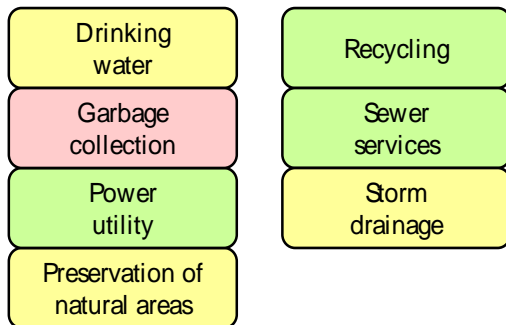 Drinking
water
Garbage
collection
Power
utility
Preservation of
natural areas
Recycling
Sewer
services
Storm
drainage